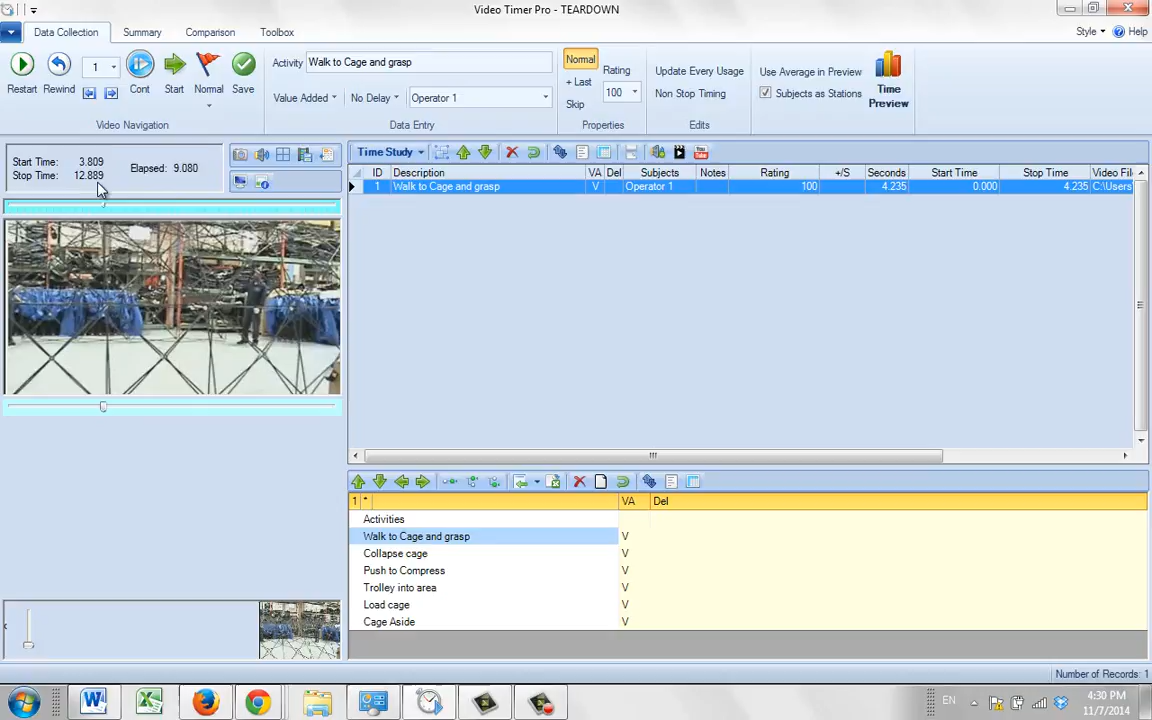 Video Timer Pro - TEARDOWN
Data Collection Summary Comparison Toolbox Style Help
Restart Rewind 1 Cont Start Normal Save
Video Navigation
Activity Walk to Cage and grasp
Value Added No Delay Operator 1
Data Entry
Normal Rating
+ Last 100
Skip
Properties
Update Every Usage
Non Stop Timing
Edits
Use Average in Preview
Subjects as Stations
Time Preview
Start Time: 3.809 Elapsed: 9.080
Stop Time: 12.889
Time Study
ID Description VA Del Subjects Notes Rating +/S Seconds Start Time Stop Time Video Fil
1 Walk to Cage and grasp V Operator 1 100 4.235 0.000 4.235 C:\Users
1 * VA Del
Activities
Walk to Cage and grasp V
Collapse cage V
Push to Compress V
Trolley into area V
Load cage V
Cage Aside V
Number of Records: 1
EN 4:30 PM
11/7/2014